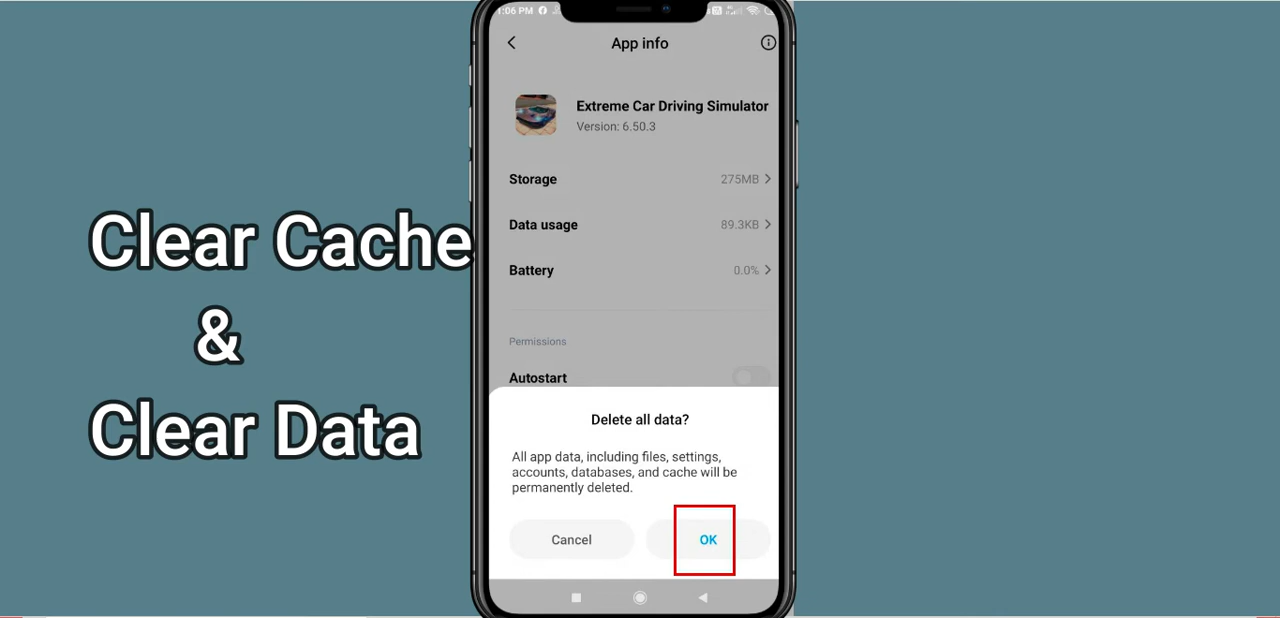 1:06 PM
App info
Extreme Car Driving Simulator
Version: 6.50.3
Storage 275MB
Data usage 89.3KB
Battery 0.0%
Permissions
Autostart
Clear Cache
&
Clear Data
Delete all data?
All app data, including files, settings,
accounts, databases, and cache will be
permanently deleted.
Cancel OK